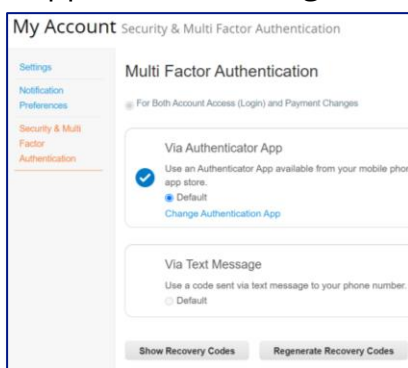 My Account Security & Multi Factor Authentication
Settings
Notification
Preferences
Security & Multi
Factor
Authentication
Multi Factor Authentication
For Both Account Access (Login) and Payment Changes
Via Authenticator App
Use an Authenticator App available from your mobile phon
app store.
Default
Change Authentication App
Via Text Message
Use a code sent via text message to your phone number.
Default
Show Recovery Codes
Regenerate Recovery Codes